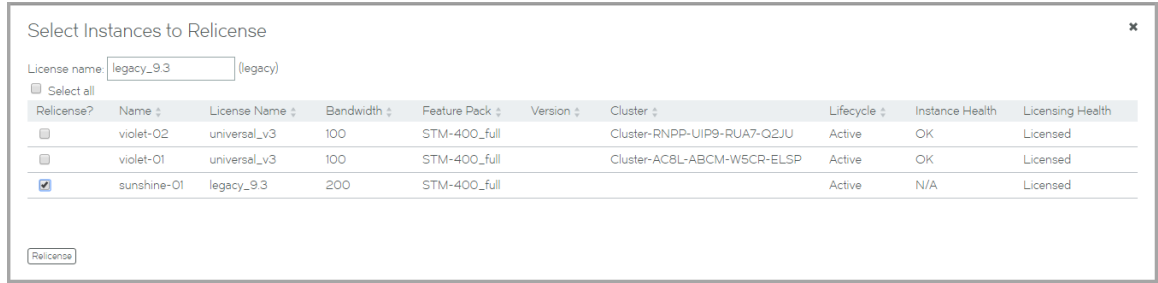 Select Instances to Relicense
License name: legacy_9.3 (legacy)
Select all
Relicense? Name License Name Bandwidth Feature Pack Version Cluster Lifecycle Instance Health Licensing Health
violet-02 universal_v3 100 STM-400_full Cluster-RNPP-UIP9-RUA7-Q2JU Active OK Licensed
violet-01 universal_v3 100 STM-400_full Cluster-AC8L-ABCM-W5CR-ELSP Active OK Licensed
sunshine-01 legacy_9.3 200 STM-400_full Active N/A Licensed
Relicense